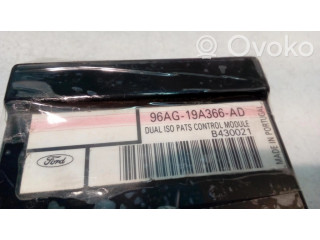 Ovoko
96AG-19A366-AD
DUAL ISO PATS CONTROL MODULE
B430021
MADE IN PORTUGAL
Ford